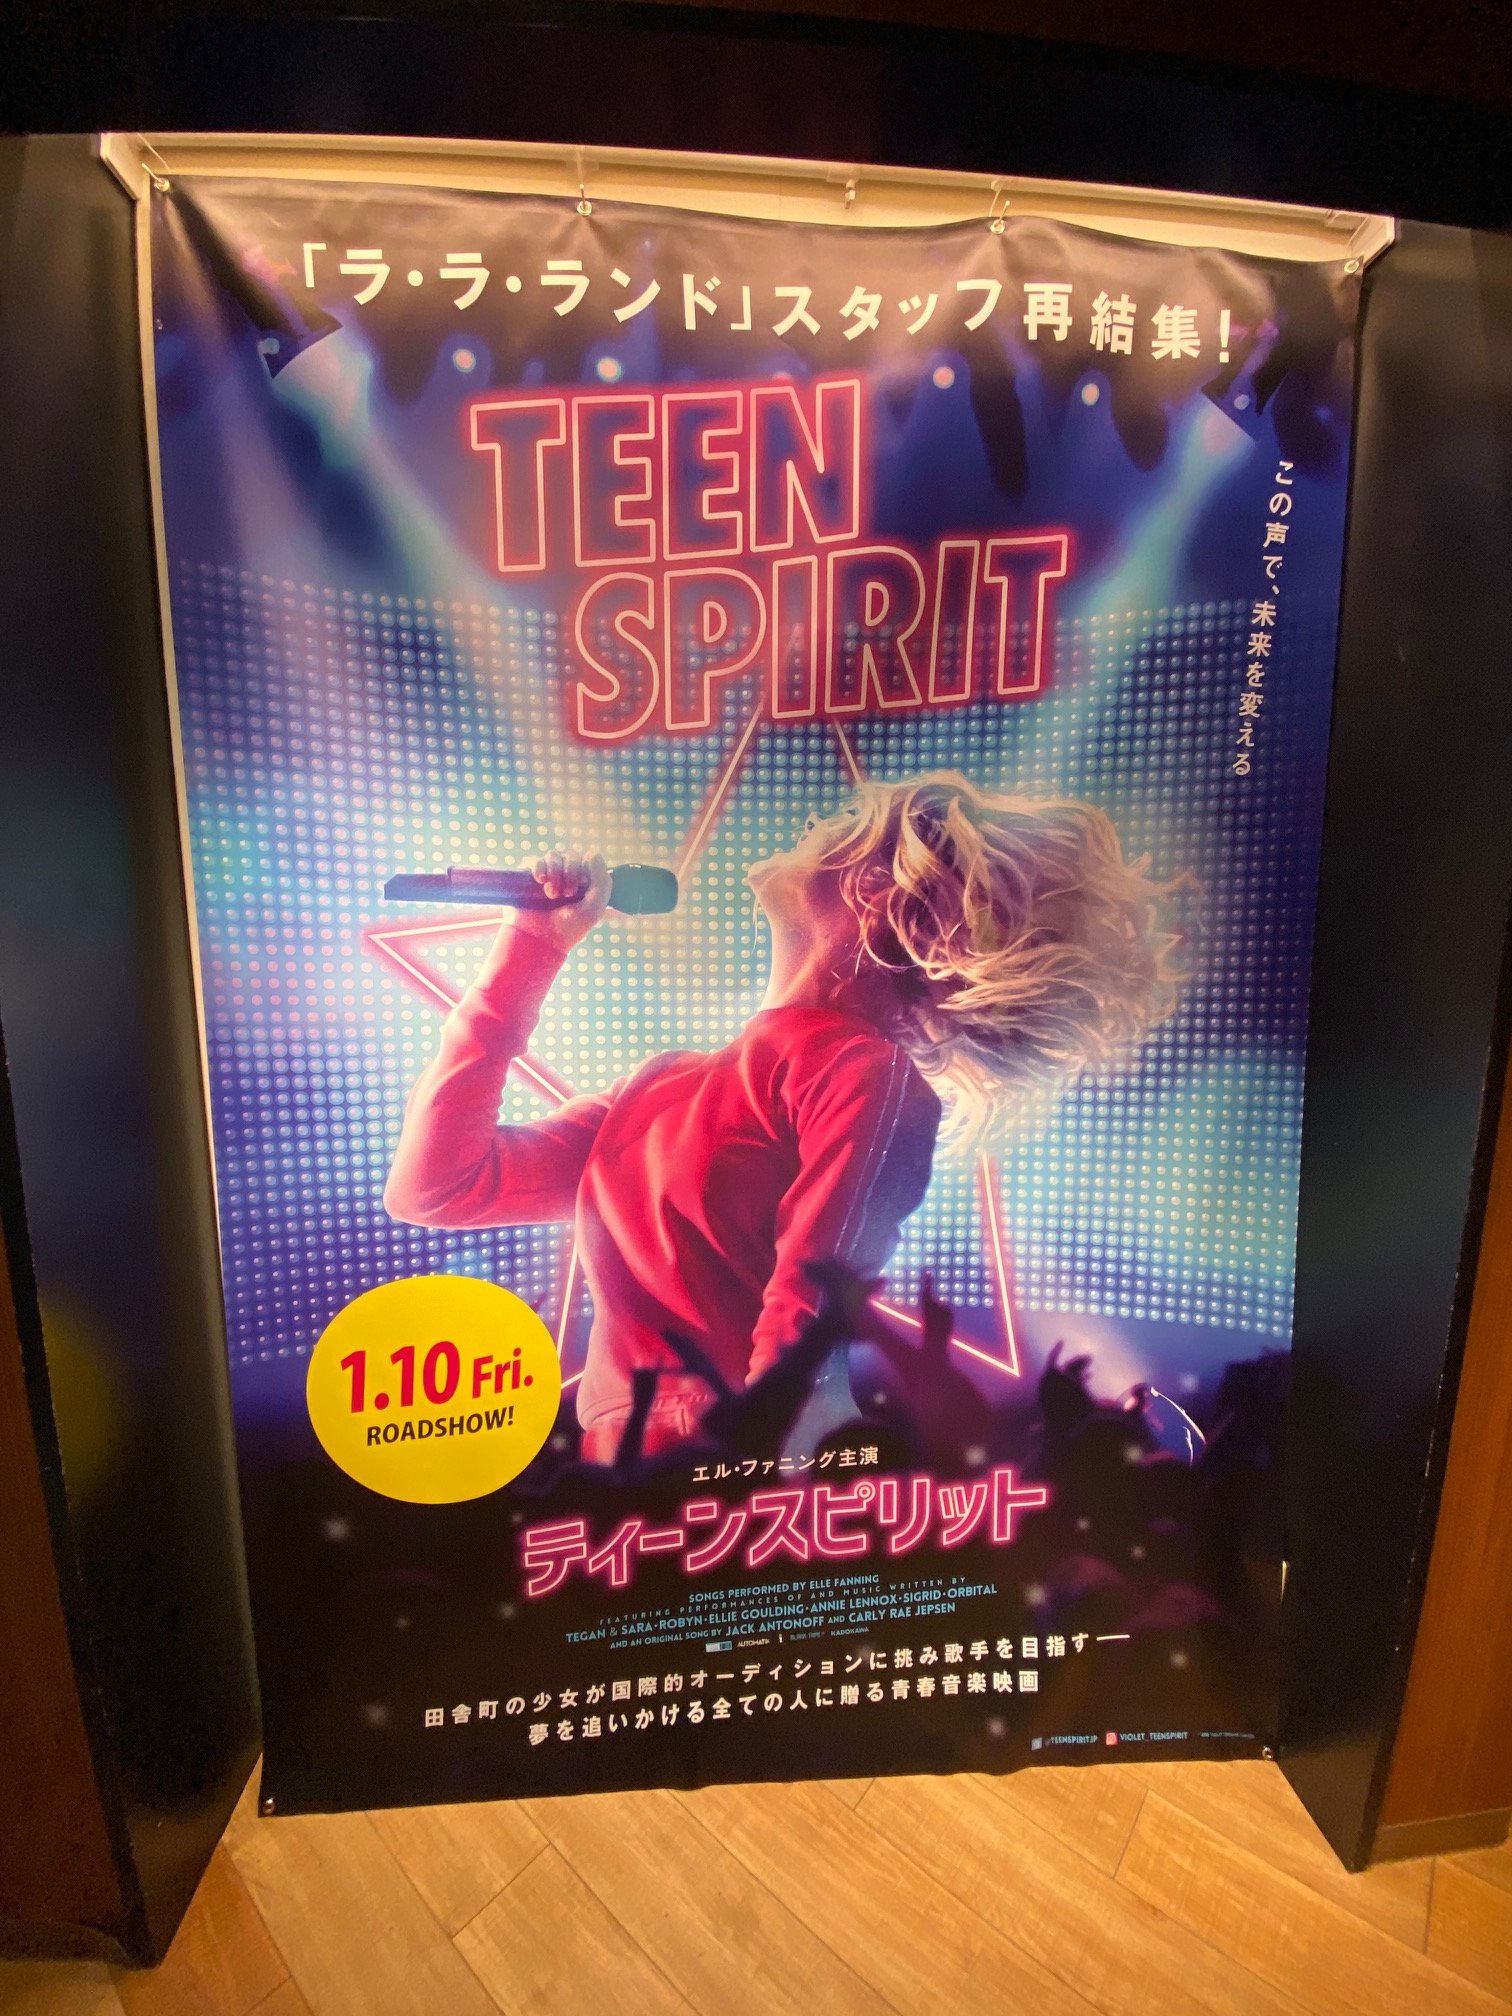 「ラ・ラ・ランド」スタッフ再結集!
TEEN
SPIRIT
この声で、未来を変える
1.10 Fri.
ROADSHOW!
エル・ファニング主演
ティーンスピリット
SONGS PERFORMED BY ELLE FANNING
FEATURING PERFORMANCES OF AND MUSIC WRITTEN BY
TEGAN & SARA・ROBYN・ELLIE GOULDING・ANNIE LENNOX・SIGRID・ORBITAL
AND AN ORIGINAL SONG BY JACK ANTONOFF AND CARLY RAE JEPSEN
AUTOMATIK KADOKAWA
田舎町の少女が国際的オーディションに挑み歌手を目指す――
夢を追いかける全ての人に贈る青春音楽映画
@TEENSPIRITJP VIOLET_TEENSPIRIT